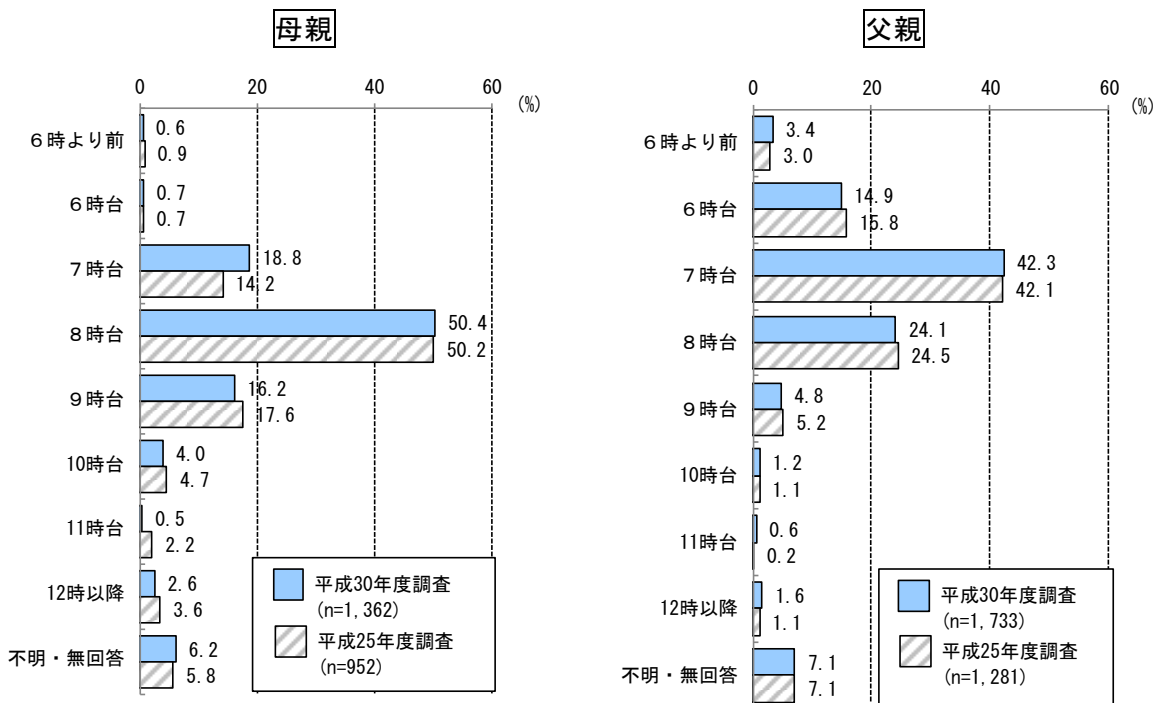 母親
0 20 40 60
(%)
６時より前 0.6
0.9
６時台 0.7
0.7
７時台 18.8
14.2
８時台 50.4
50.2
９時台 16.2
17.6
10時台 4.0
4.7
11時台 0.5
2.2
12時以降 2.6
3.6
不明・無回答 6.2
5.8
平成30年度調査
(n=1,362)
平成25年度調査
(n=952)
父親
0 20 40 60
(%)
６時より前 3.4
3.0
６時台 14.9
15.8
７時台 42.3
42.1
８時台 24.1
24.5
９時台 4.8
5.2
10時台 1.2
1.1
11時台 0.6
0.2
12時以降 1.6
1.1
不明・無回答 7.1
7.1
平成30年度調査
(n=1,733)
平成25年度調査
(n=1,281)